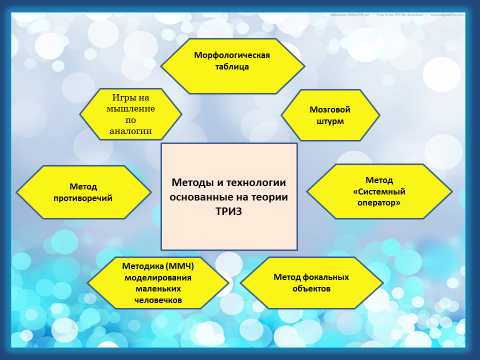 Морфологическая
таблица
Игры на
мышление
по
аналогии
Мозговой
штурм
Методы и технологии
основанные на теории
ТРИЗ
Метод
противоречий
Метод
«Системный
оператор»
Методика (ММЧ)
моделирования
маленьких
человечков
Метод фокальных
объектов